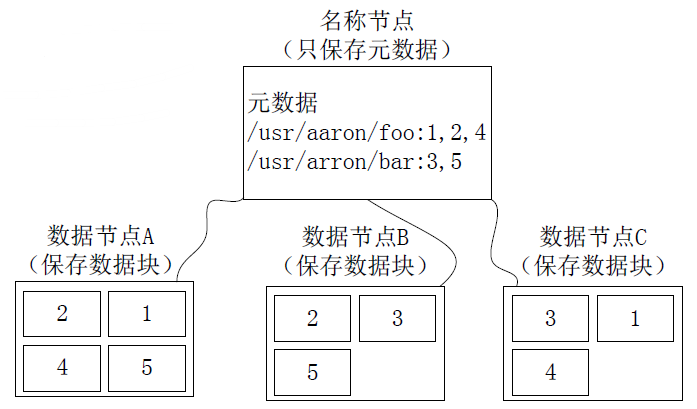 名称节点
（只保存元数据）
元数据
/usr/aaron/foo:1,2,4
/usr/arron/bar:3,5
数据节点A
（保存数据块）
2 1
4 5
数据节点B
（保存数据块）
2 3
5
数据节点C
（保存数据块）
3 1
4